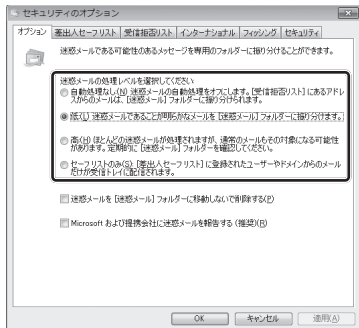 セキュリティのオプション
オプション 差出人セーフリスト 受信拒否リスト インターナショナル フィッシング セキュリティ
迷惑メールである可能性のあるメッセージを専用のフォルダーに振り分けることができます。
迷惑メールの処理レベルを選択してください
自動処理なし(N) 迷惑メールの自動処理をオフにします。[受信拒否リスト] にあるアドレ
スからのメールは、[迷惑メール] フォルダーに振り分けられます。
低(L) 迷惑メールであることが明らかなメールを [迷惑メール] フォルダーに振り分けます。
高(H) ほとんどの迷惑メールが処理されますが、通常のメールもその対象になる可能性
があります。定期的に [迷惑メール] フォルダーを確認してください。
セーフ リストのみ(S) [差出人セーフリスト] に登録されたユーザーやドメインからのメール
だけが受信トレイに配信されます。
迷惑メールを [迷惑メール] フォルダーに移動しないで削除する(P)
Microsoft および提携会社に迷惑メールを報告する (推奨)(R)
OK キャンセル 適用(A)